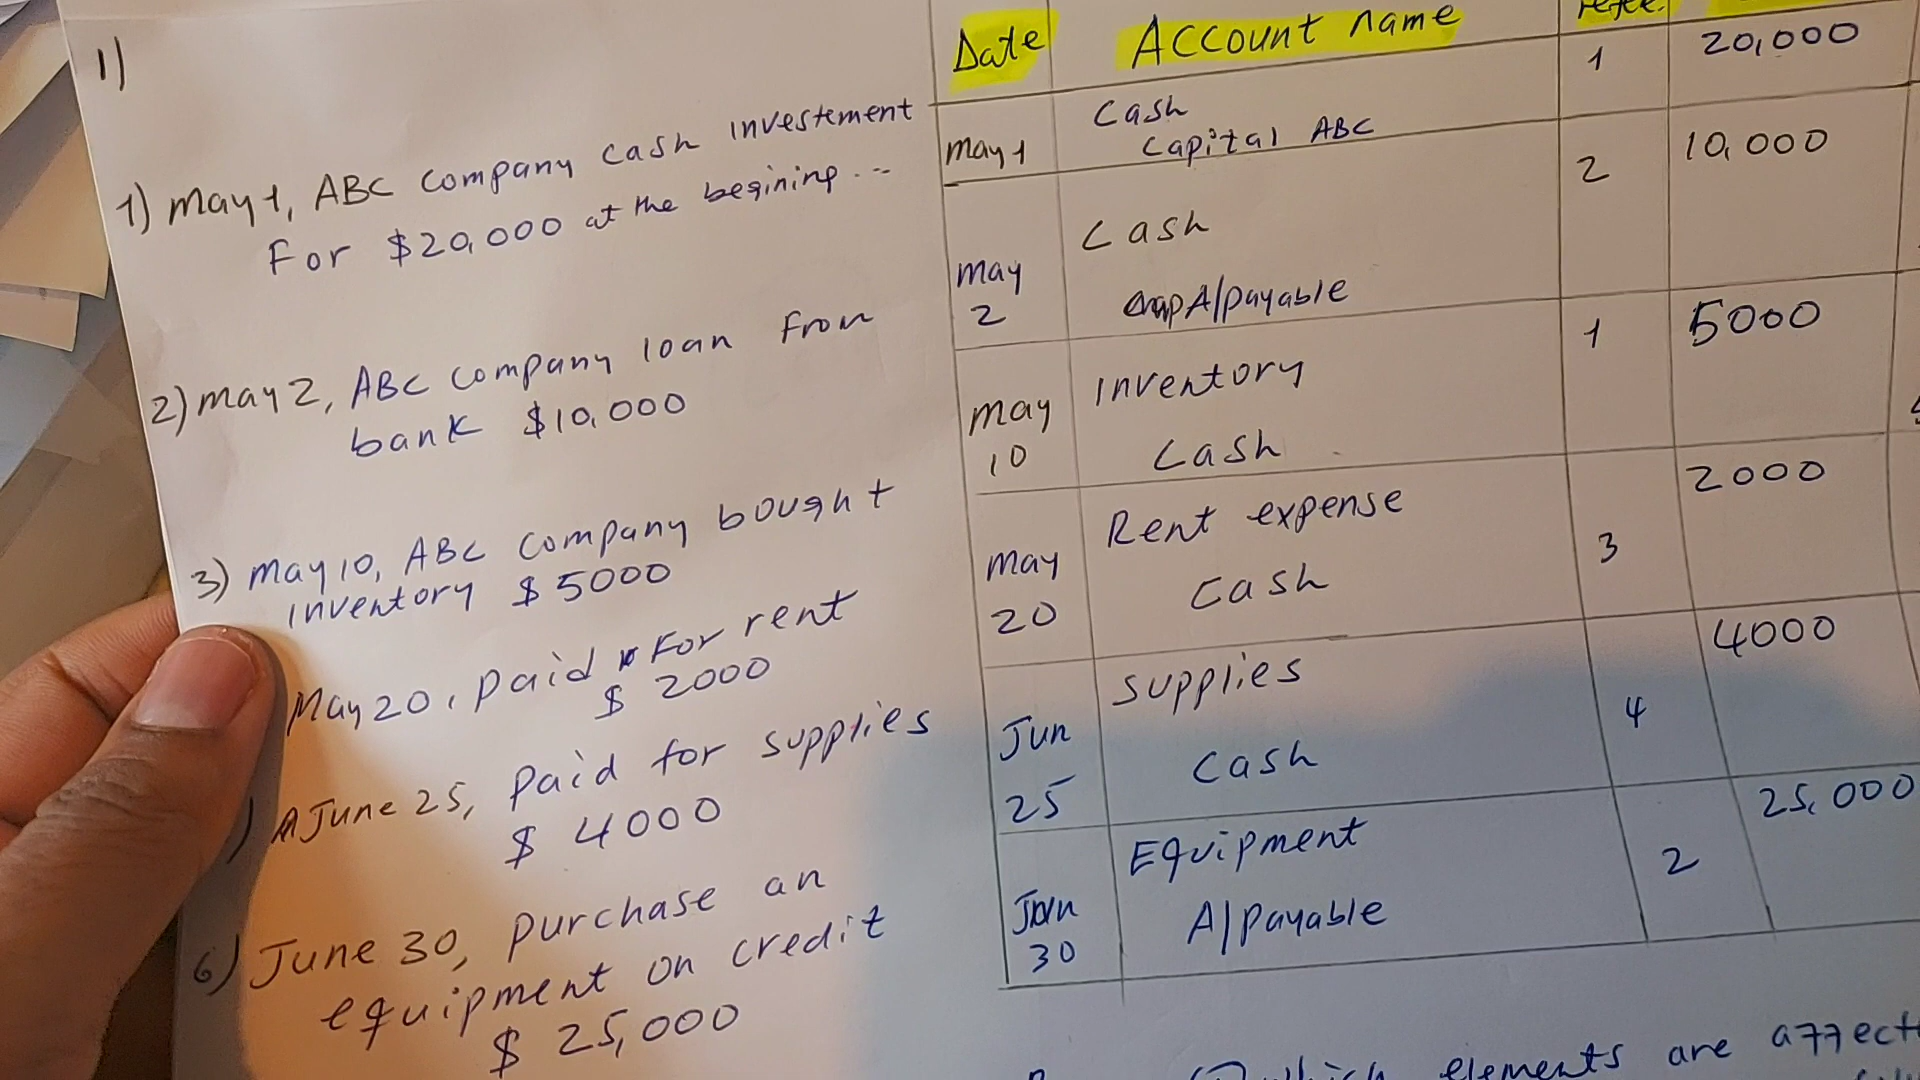 1)
1) May 1, ABC Company cash investement
For $20,000 at the begining...
2) May 2, ABC Company loan from
bank $10,000
3) May 10, ABC Company bought
inventory $5000
May 20, paid for rent
$ 2000
) June 25, Paid for supplies
$ 4000
6) June 30, Purchase an
equipment on credit
$ 25,000
Date Account name
May 1 Cash 1 20,000
Capital ABC
May 2 Cash 2 10,000
A/payable
May 10 Inventory 1 5000
Cash
May 20 Rent expense 3 2000
Cash
Jun 25 Supplies 4 4000
Cash
Jun 30 Equipment 2 25,000
A/payable
which elements are affect